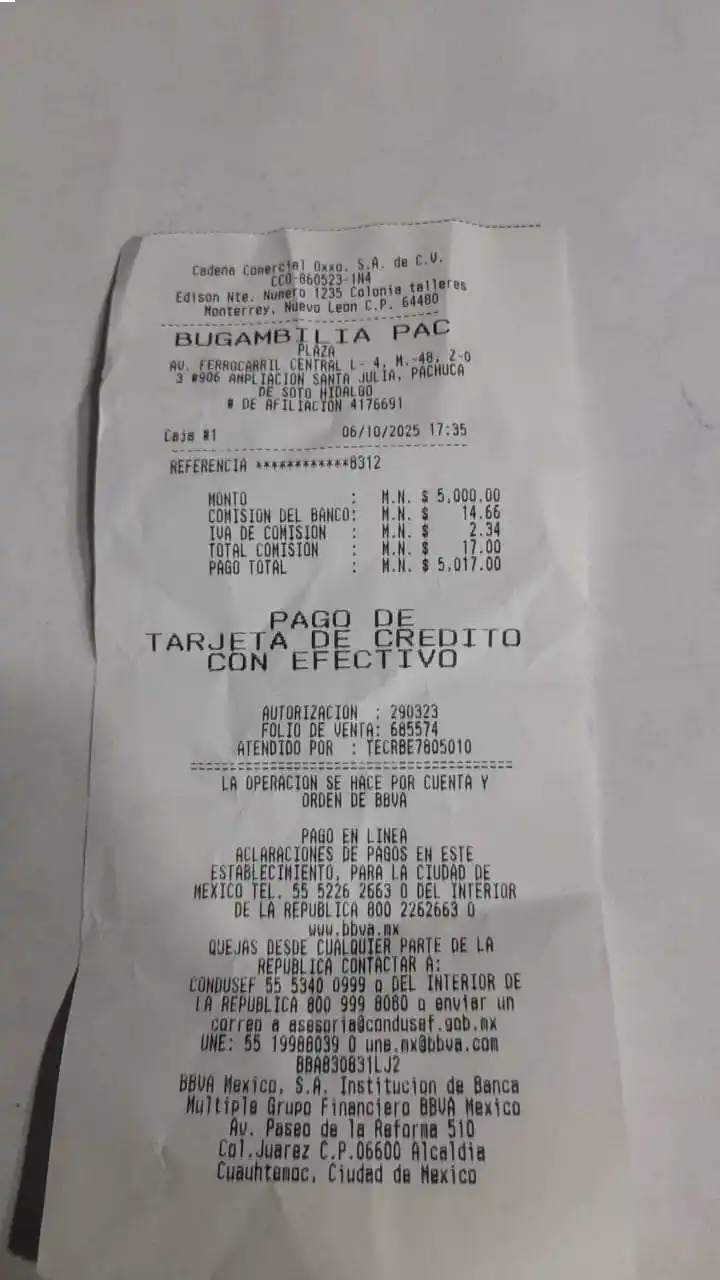 Cadena Comercial Oxxo, S.A. de C.V.
CCO-860523-1N4
Edison Nte. Numero 1235 Colonia talleres
Monterrey, Nuevo Leon C.P. 64480
BUGAMBILIA PAC
PLAZA
AV. FERROCARRIL CENTRAL L- 4, M.-48, Z-0
3 #906 AMPLIACION SANTA JULIA, PACHUCA
DE SOTO HIDALGO
# DE AFILIACION 4176691
Caja #1 06/10/2025 17:35
REFERENCIA ************8312
MONTO : M.N. $ 5,000.00
COMISION DEL BANCO: M.N. $ 14.66
IVA DE COMISION : M.N. $ 2.34
TOTAL COMISION : M.N. $ 17.00
PAGO TOTAL : M.N. $ 5,017.00
PAGO DE
TARJETA DE CREDITO
CON EFECTIVO
AUTORIZACION : 290323
FOLIO DE VENTA: 685574
ATENDIDO POR : TECRBE7805010
LA OPERACION SE HACE POR CUENTA Y
ORDEN DE BBVA
PAGO EN LINEA
ACLARACIONES DE PAGOS EN ESTE
ESTABLECIMIENTO, PARA LA CIUDAD DE
MEXICO TEL. 55 5226 2663 O DEL INTERIOR
DE LA REPUBLICA 800 2262663 O
www.bbva.mx
QUEJAS DESDE CUALQUIER PARTE DE LA
REPUBLICA CONTACTAR A:
CONDUSEF 55 5340 0999 o DEL INTERIOR DE
LA REPUBLICA 800 999 8080 o enviar un
correo a asesoria@condusef.gob.mx
UNE: 55 19988039 O une.mx@bbva.com
BBA830831LJ2
BBVA Mexico, S.A. Institucion de Banca
Multiple Grupo Financiero BBVA Mexico
Av. Paseo de la Reforma 510
Col.Juarez C.P.06600 Alcaldia
Cuauhtemoc, Ciudad de Mexico